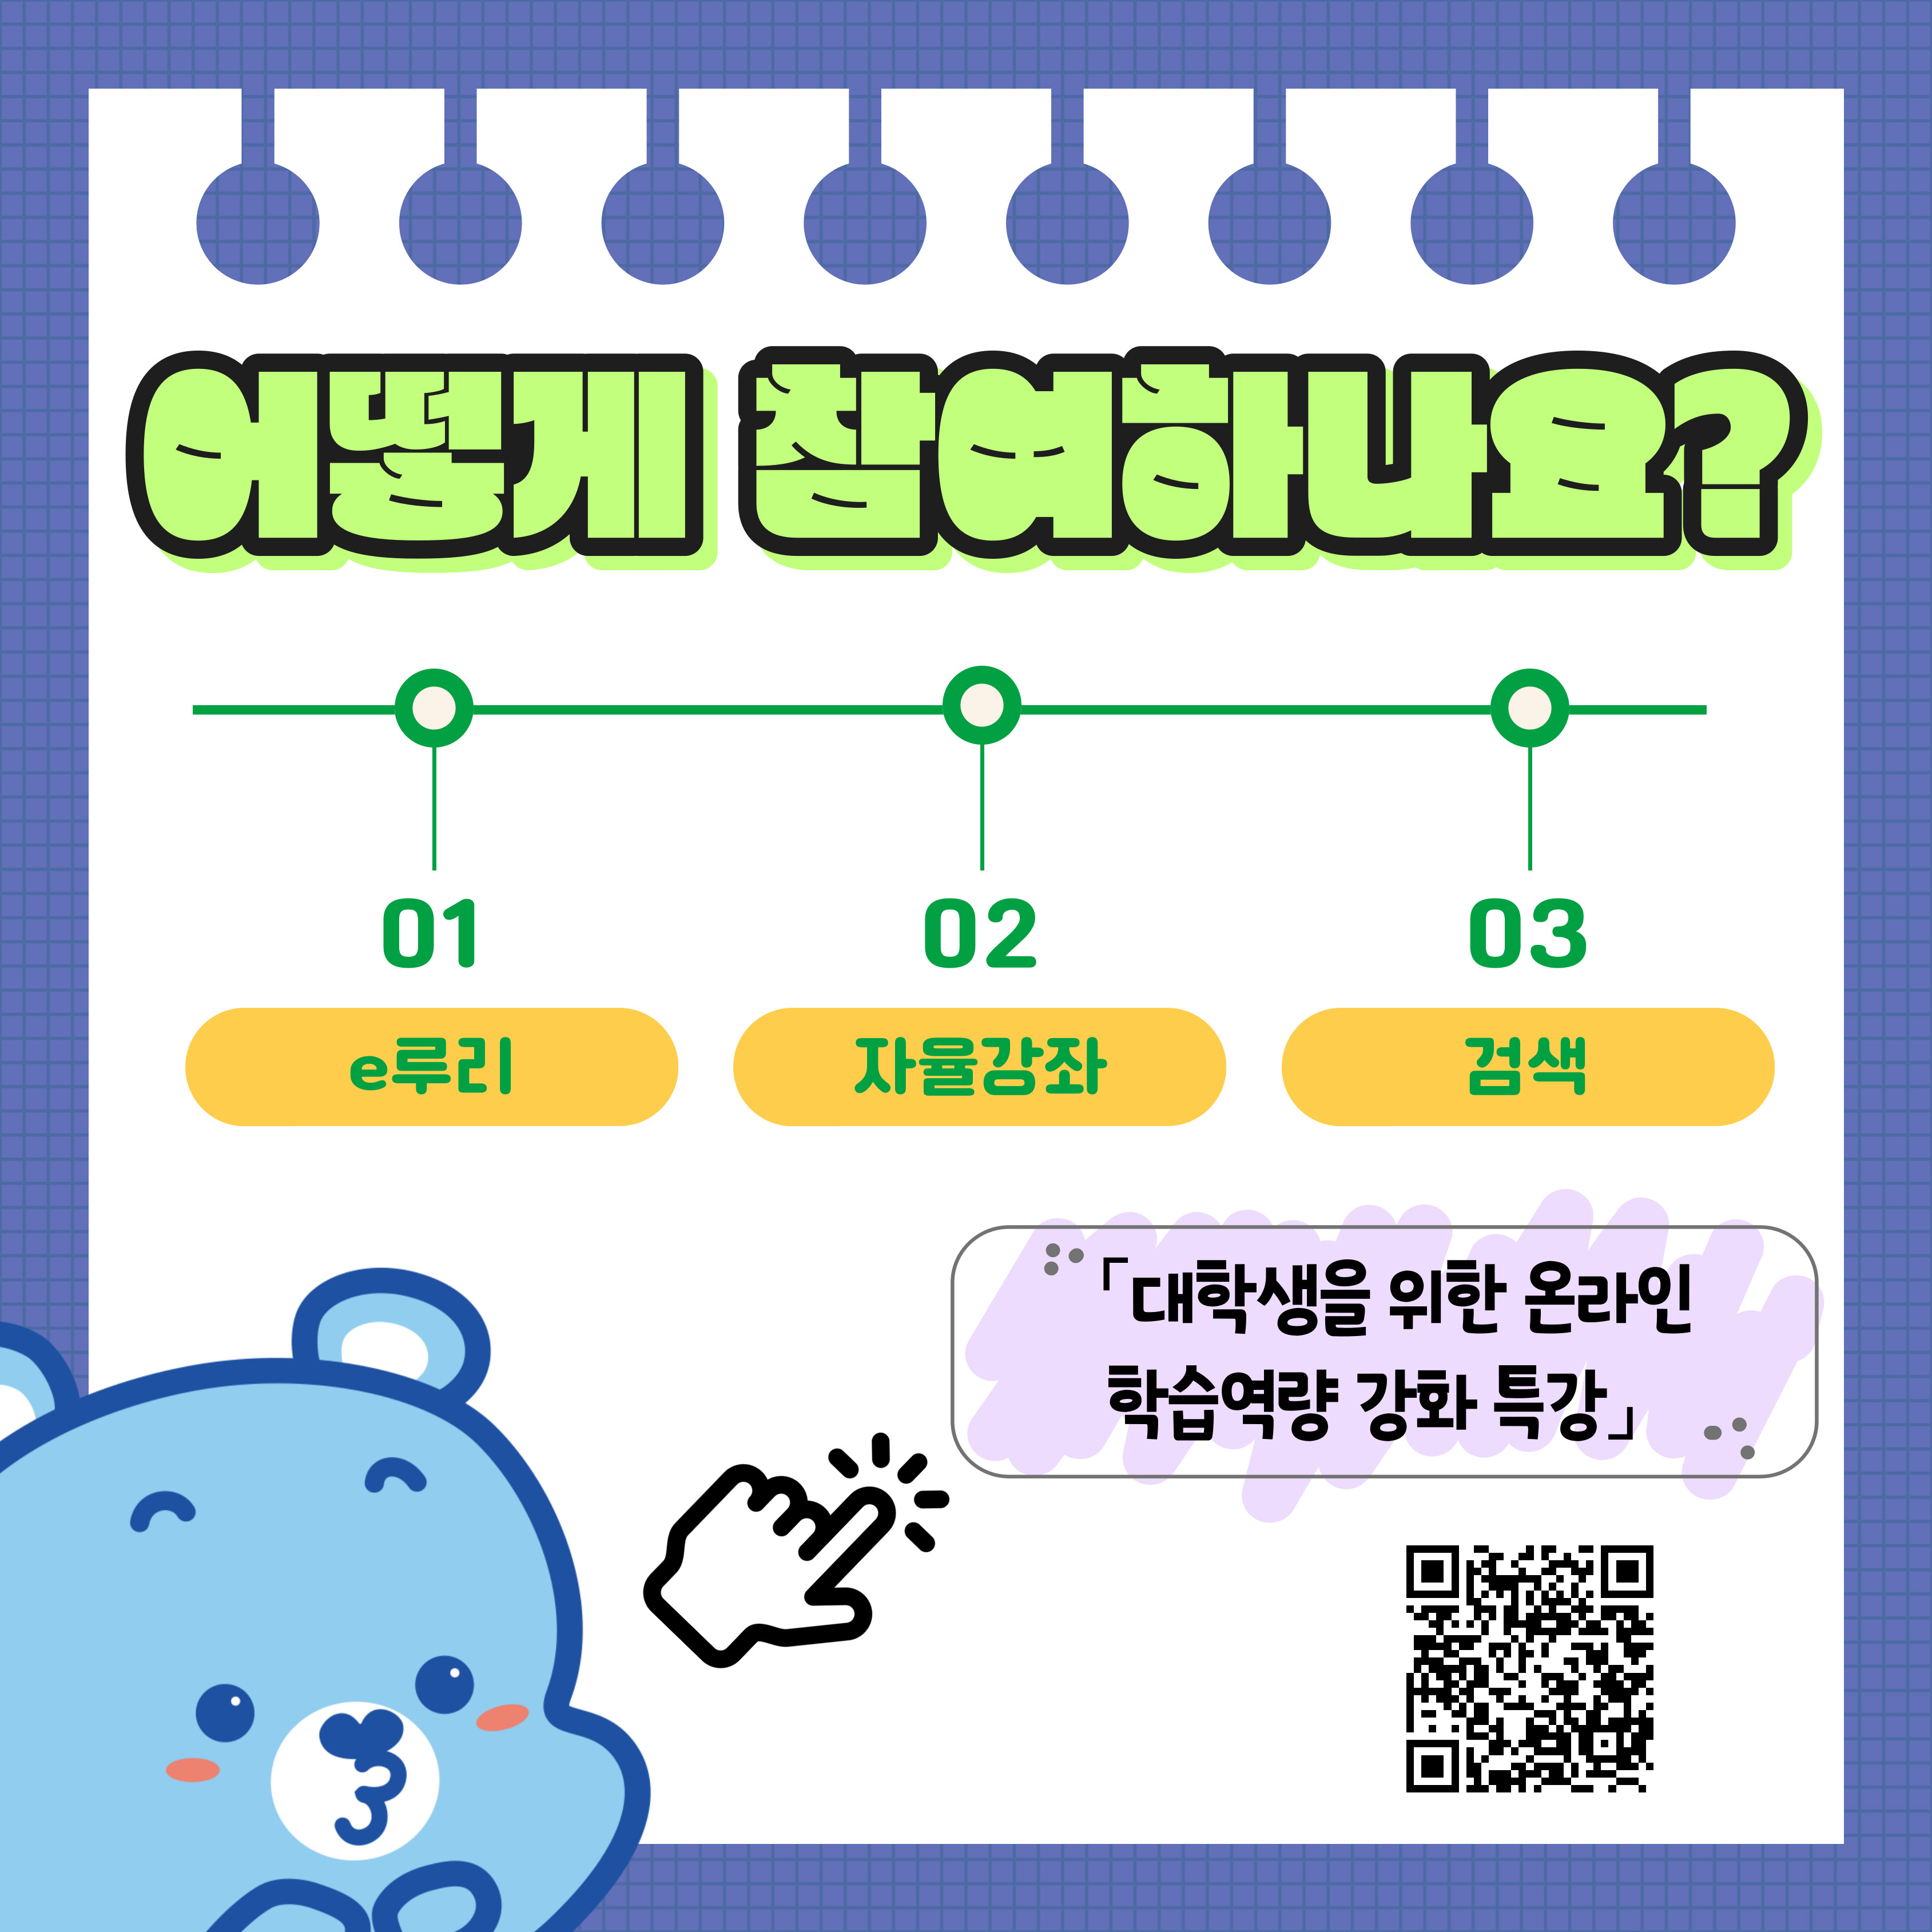 어떻게 참여하나요?
01
02
03
e루리
자율강좌
검색
「대학생을 위한 온라인
학습역량 강화 특강」